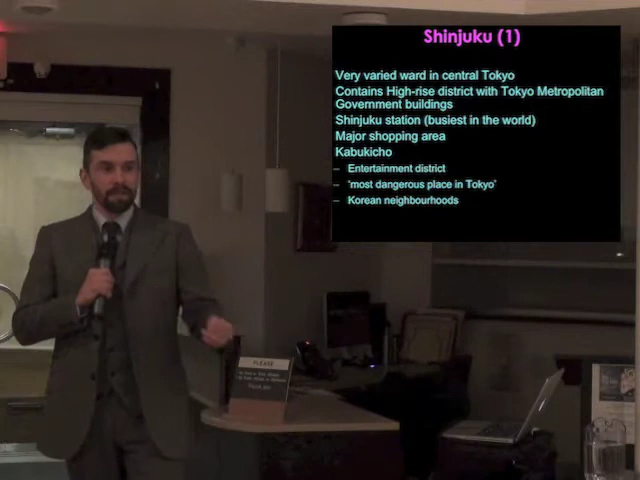 Shinjuku (1)
Very varied ward in central Tokyo
Contains High-rise district with Tokyo Metropolitan
Government buildings
Shinjuku station (busiest in the world)
Major shopping area
Kabukicho
– Entertainment district
– "most dangerous place in Tokyo"
– Korean neighbourhoods
PLEASE